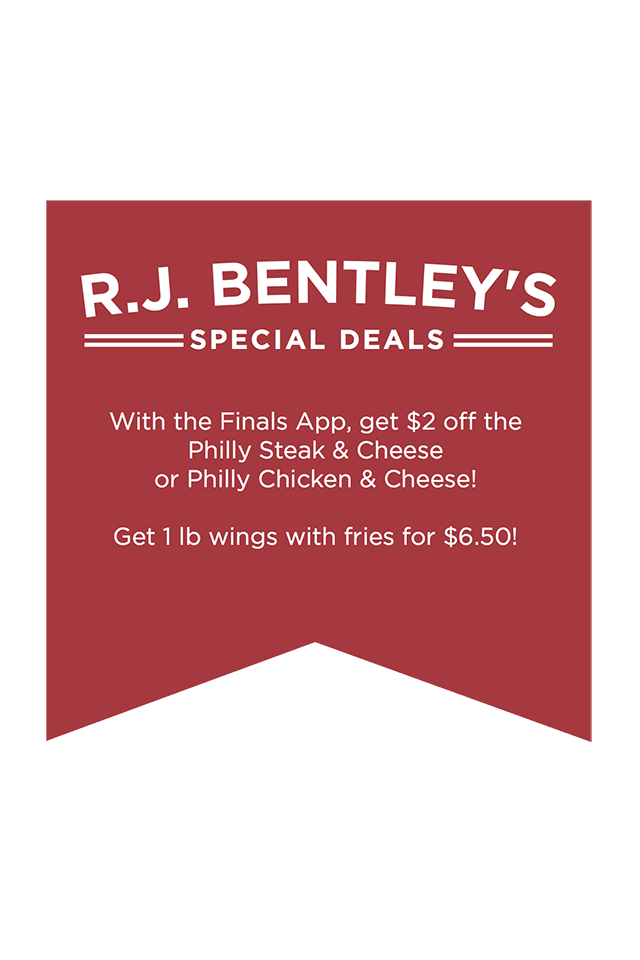 R.J. BENTLEY'S
SPECIAL DEALS
With the Finals App, get $2 off the
Philly Steak & Cheese
or Philly Chicken & Cheese!
Get 1 lb wings with fries for $6.50!